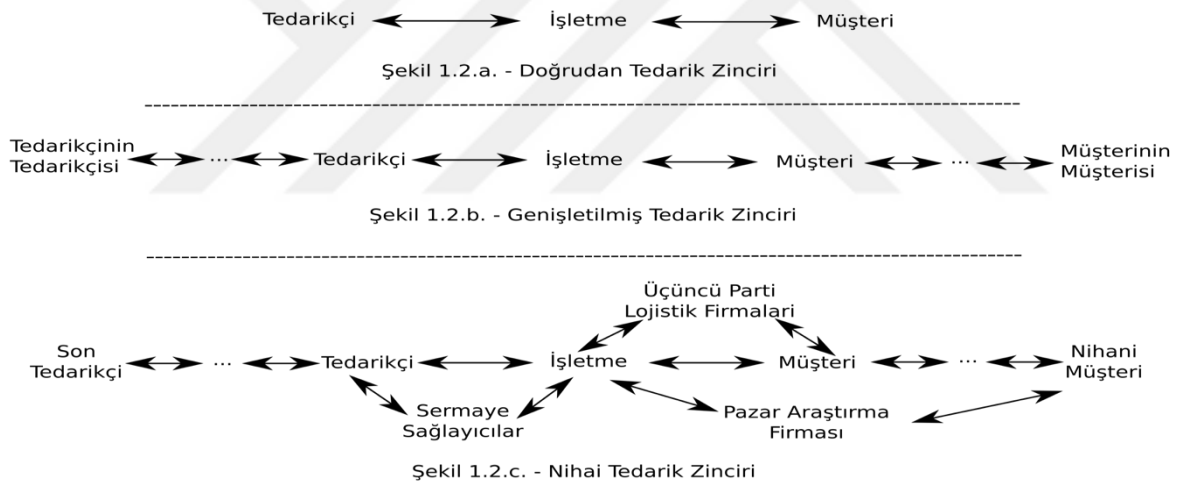 Tedarikçi İşletme Müşteri
Şekil 1.2.a. - Doğrudan Tedarik Zinciri
Tedarikçinin
Tedarikçisi ... Tedarikçi İşletme Müşteri ... Müşterinin
Müşterisi
Şekil 1.2.b. - Genişletilmiş Tedarik Zinciri
Üçüncü Parti
Lojistik Firmalari
Son
Tedarikçi ... Tedarikçi İşletme Müşteri ... Nihani
Müşteri
Sermaye
Sağlayıcılar
Pazar Araştırma
Firması
Şekil 1.2.c. - Nihai Tedarik Zinciri